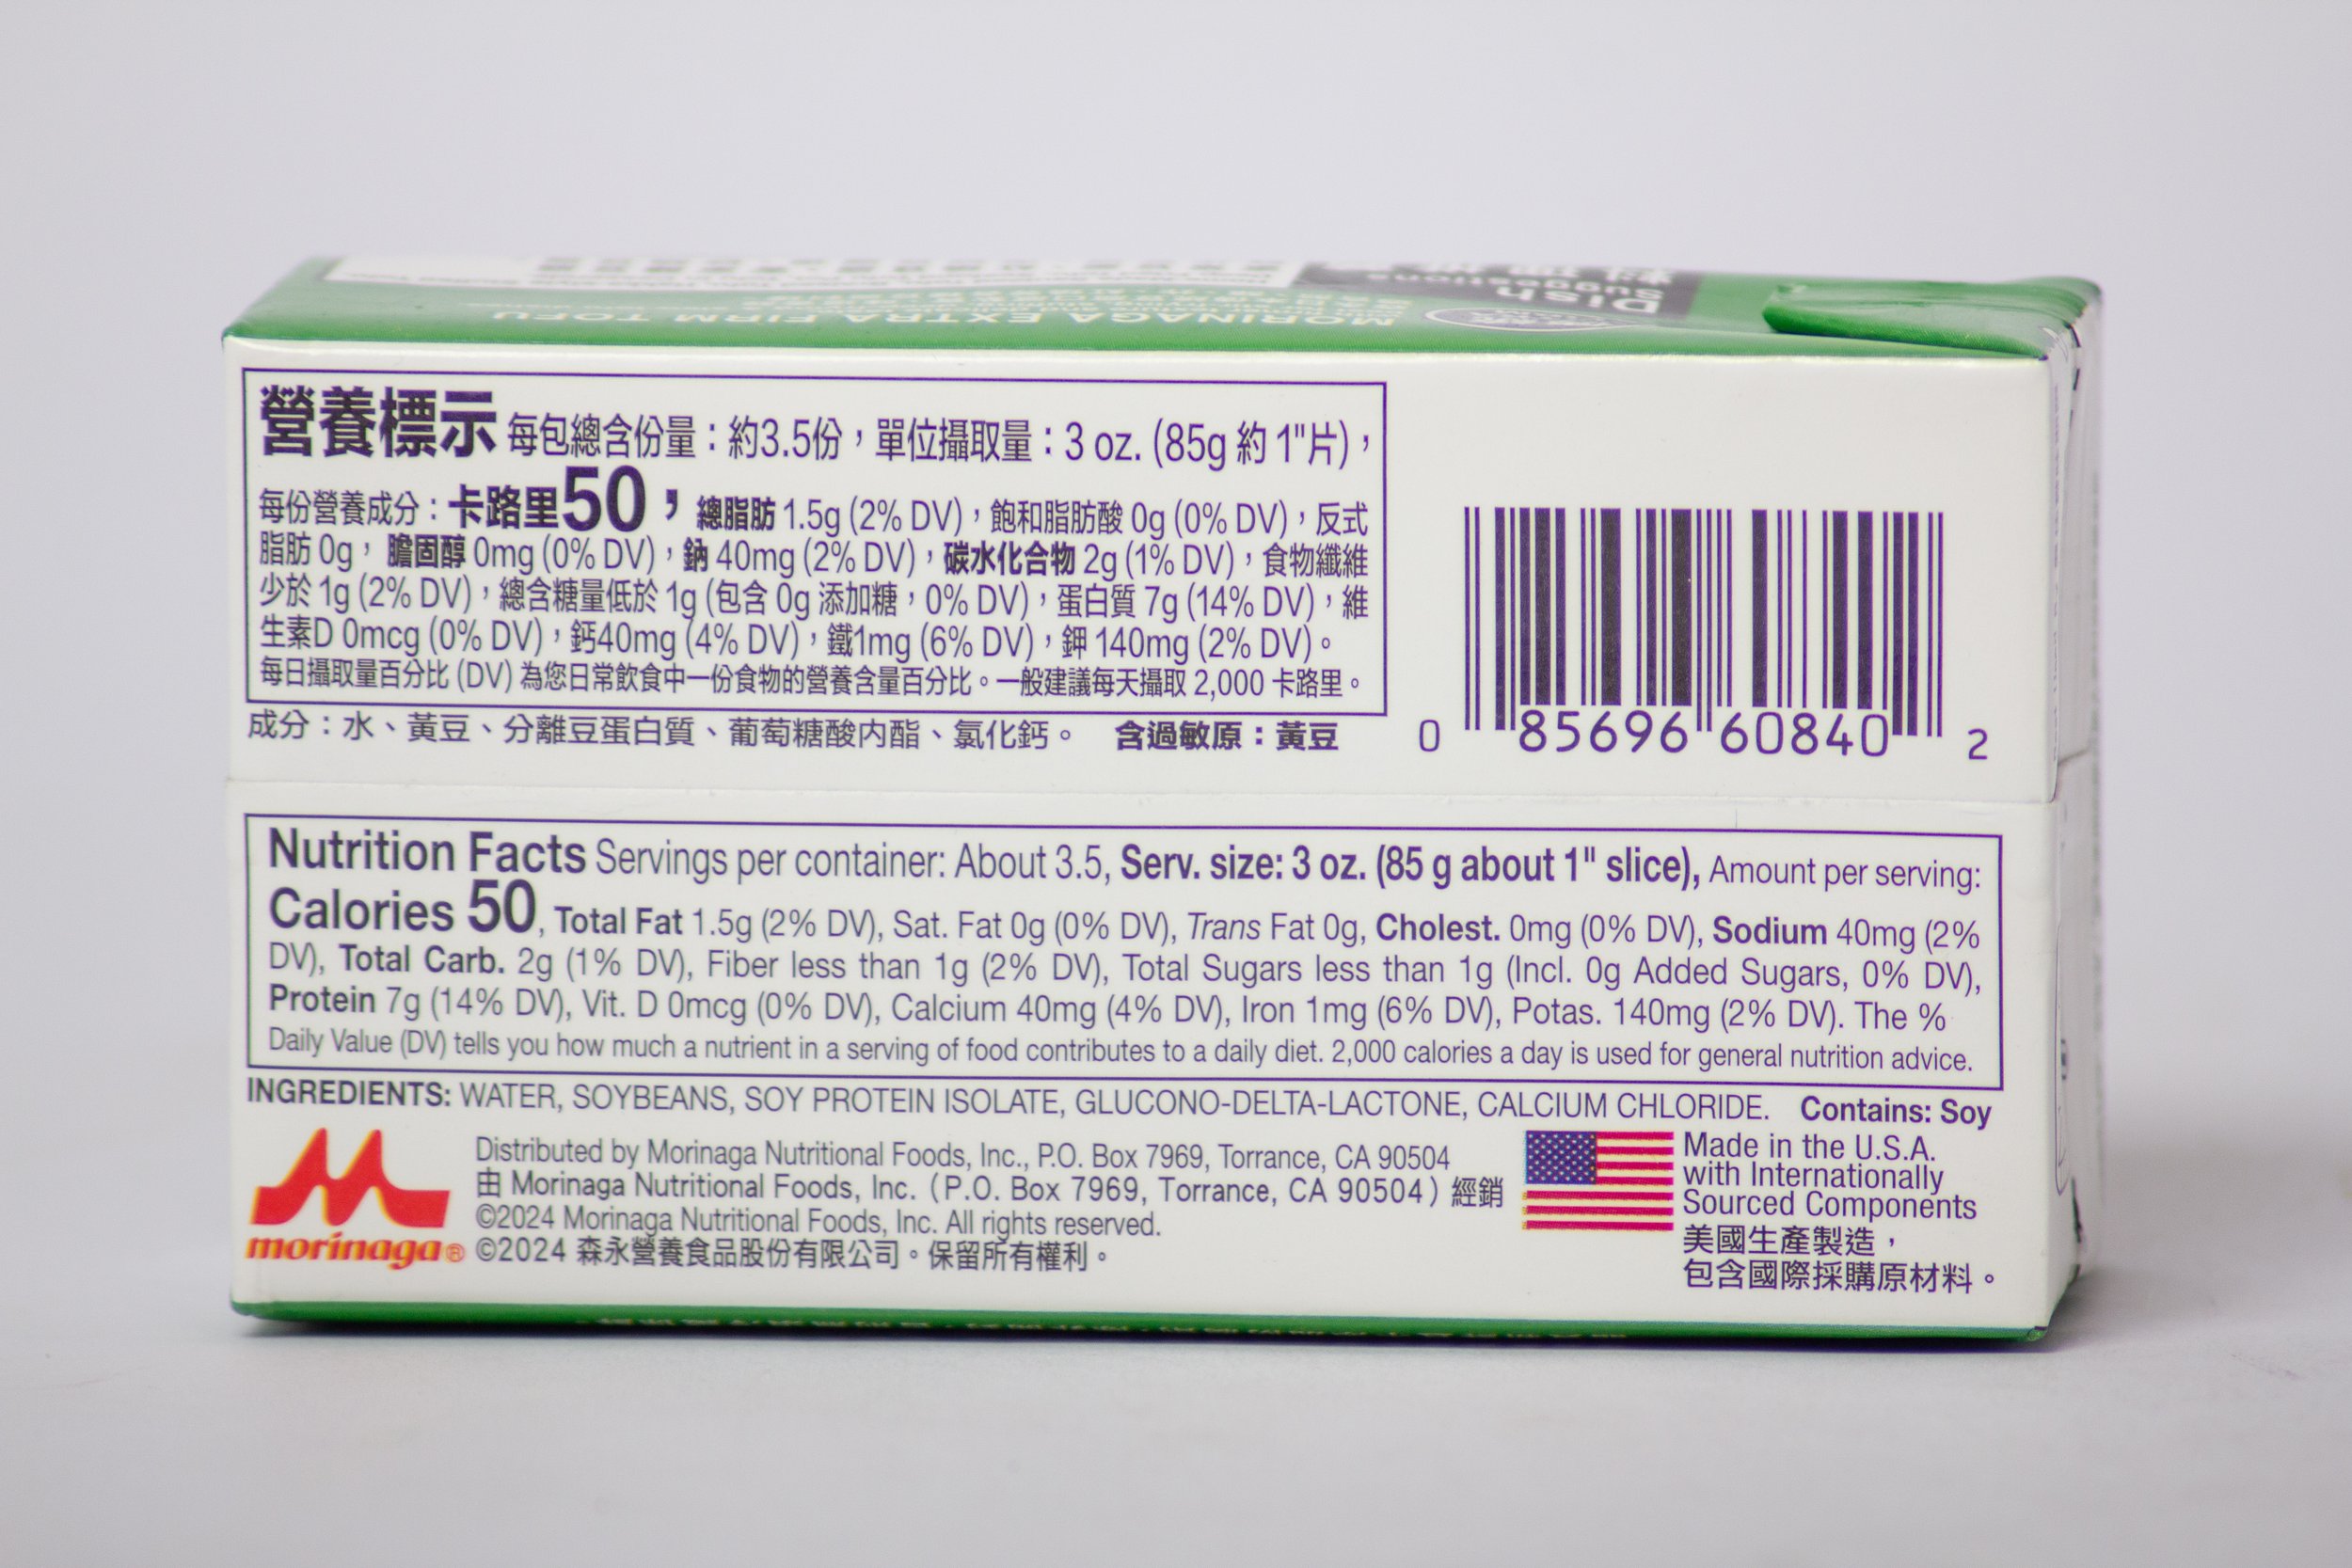 MORINAGA EXTRA FIRM TOFU
Dish
Suggestions
營養標示 每包總含份量：約3.5份，單位攝取量：3 oz. (85g 約 1"片)，
每份營養成分：卡路里50，總脂肪 1.5g (2% DV)，飽和脂肪酸 0g (0% DV)，反式
脂肪 0g，膽固醇 0mg (0% DV)，鈉 40mg (2% DV)，碳水化合物 2g (1% DV)，食物纖維
少於 1g (2% DV)，總含糖量低於 1g (包含 0g 添加糖，0% DV)，蛋白質 7g (14% DV)，維
生素D 0mcg (0% DV)，鈣40mg (4% DV)，鐵1mg (6% DV)，鉀 140mg (2% DV)。
每日攝取量百分比 (DV) 為您日常飲食中一份食物的營養含量百分比。一般建議每天攝取 2,000 卡路里。
成分：水、黃豆、分離豆蛋白質、葡萄糖酸内酯、氯化鈣。 含過敏原：黃豆
0 85696 60840 2
Nutrition Facts Servings per container: About 3.5, Serv. size: 3 oz. (85 g about 1" slice), Amount per serving:
Calories 50, Total Fat 1.5g (2% DV), Sat. Fat 0g (0% DV), Trans Fat 0g, Cholest. 0mg (0% DV), Sodium 40mg (2%
DV), Total Carb. 2g (1% DV), Fiber less than 1g (2% DV), Total Sugars less than 1g (Incl. 0g Added Sugars, 0% DV),
Protein 7g (14% DV), Vit. D 0mcg (0% DV), Calcium 40mg (4% DV), Iron 1mg (6% DV), Potas. 140mg (2% DV). The %
Daily Value (DV) tells you how much a nutrient in a serving of food contributes to a daily diet. 2,000 calories a day is used for general nutrition advice.
INGREDIENTS: WATER, SOYBEANS, SOY PROTEIN ISOLATE, GLUCONO-DELTA-LACTONE, CALCIUM CHLORIDE. Contains: Soy
morinaga®
Distributed by Morinaga Nutritional Foods, Inc., P.O. Box 7969, Torrance, CA 90504
由 Morinaga Nutritional Foods, Inc.（P.O. Box 7969, Torrance, CA 90504）經銷
©2024 Morinaga Nutritional Foods, Inc. All rights reserved.
©2024 森永營養食品股份有限公司。保留所有權利。
Made in the U.S.A.
with Internationally
Sourced Components
美國生產製造，
包含國際採購原材料。